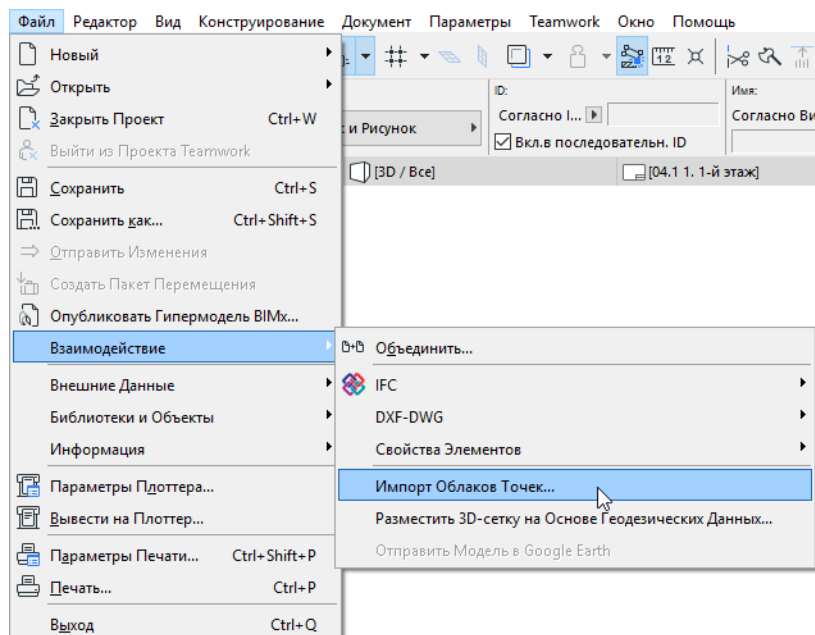 Файл Редактор Вид Конструирование Документ Параметры Teamwork Окно Помощь
Новый
Открыть
Закрыть Проект Ctrl+W
Выйти из Проекта Teamwork
Сохранить Ctrl+S
Сохранить как... Ctrl+Shift+S
Отправить Изменения
Создать Пакет Перемещения
Опубликовать Гипермодель BIMx...
Взаимодействие
Внешние Данные
Библиотеки и Объекты
Информация
Параметры Плоттера...
Вывести на Плоттер...
Параметры Печати... Ctrl+Shift+P
Печать... Ctrl+P
Выход Ctrl+Q
12
ID:
Имя:
Согласно I...
Согласно Ви
и Рисунок
Вкл.в последовательн. ID
[3D / Все]
[04.1 1. 1-й этаж]
Объединить...
IFC
DXF-DWG
Свойства Элементов
Импорт Облаков Точек...
Разместить 3D-сетку на Основе Геодезических Данных...
Отправить Модель в Google Earth